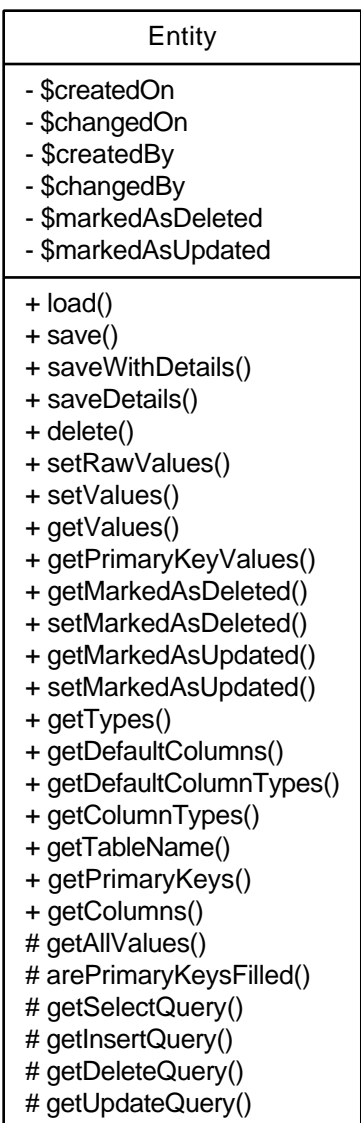 Entity
- $createdOn
- $changedOn
- $createdBy
- $changedBy
- $markedAsDeleted
- $markedAsUpdated
+ load()
+ save()
+ saveWithDetails()
+ saveDetails()
+ delete()
+ setRawValues()
+ setValues()
+ getValues()
+ getPrimaryKeyValues()
+ getMarkedAsDeleted()
+ setMarkedAsDeleted()
+ getMarkedAsUpdated()
+ setMarkedAsUpdated()
+ getTypes()
+ getDefaultColumns()
+ getDefaultColumnTypes()
+ getColumnTypes()
+ getTableName()
+ getPrimaryKeys()
+ getColumns()
# getAllValues()
# arePrimaryKeysFilled()
# getSelectQuery()
# getInsertQuery()
# getDeleteQuery()
# getUpdateQuery()